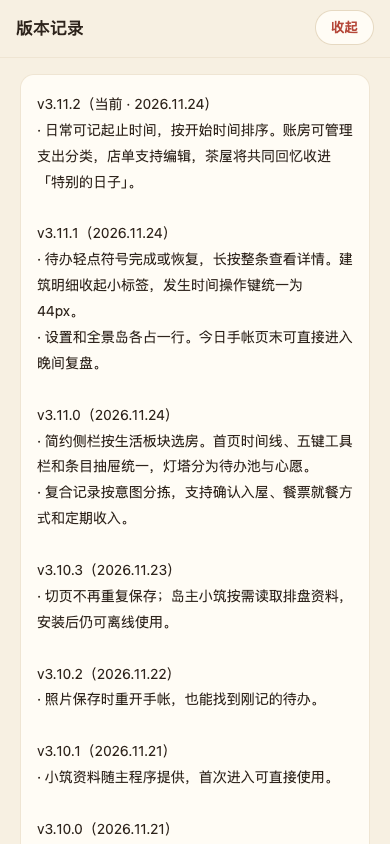 版本记录
收起
v3.11.2（当前 · 2026.11.24）
· 日常可记起止时间，按开始时间排序。账房可管理
支出分类，店单支持编辑，茶屋将共同回忆收进
「特别的日子」。
v3.11.1（2026.11.24）
· 待办轻点符号完成或恢复，长按整条查看详情。建
筑明细收起小标签，发生时间操作键统一为
44px。
· 设置和全景岛各占一行。今日手帐页末可直接进入
晚间复盘。
v3.11.0（2026.11.24）
· 简约侧栏按生活板块选房。首页时间线、五键工具
栏和条目抽屉统一，灯塔分为待办池与心愿。
· 复合记录按意图分拣，支持确认入屋、餐票就餐方
式和定期收入。
v3.10.3（2026.11.23）
· 切页不再重复保存；岛主小筑按需读取排盘资料，
安装后仍可离线使用。
v3.10.2（2026.11.22）
· 照片保存时重开手帐，也能找到刚记的待办。
v3.10.1（2026.11.21）
· 小筑资料随主程序提供，首次进入可直接使用。
v3.10.0（2026.11.21）